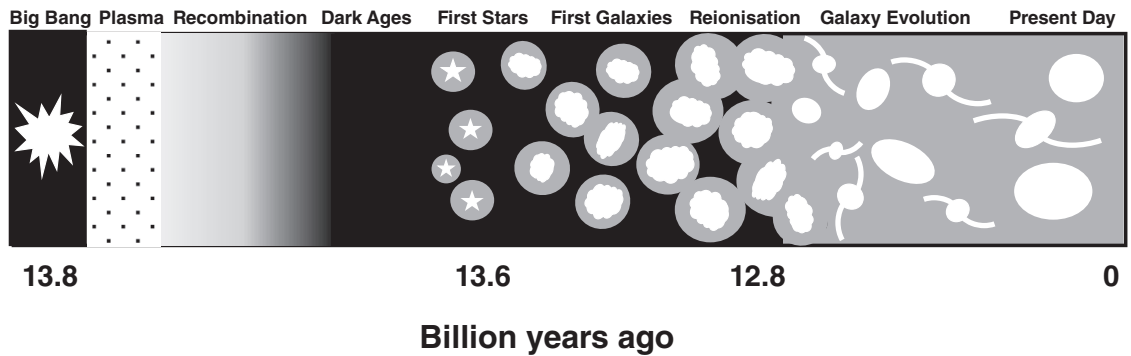 Big Bang Plasma Recombination Dark Ages First Stars First Galaxies Reionisation Galaxy Evolution Present Day
13.8 13.6 12.8 0
Billion years ago